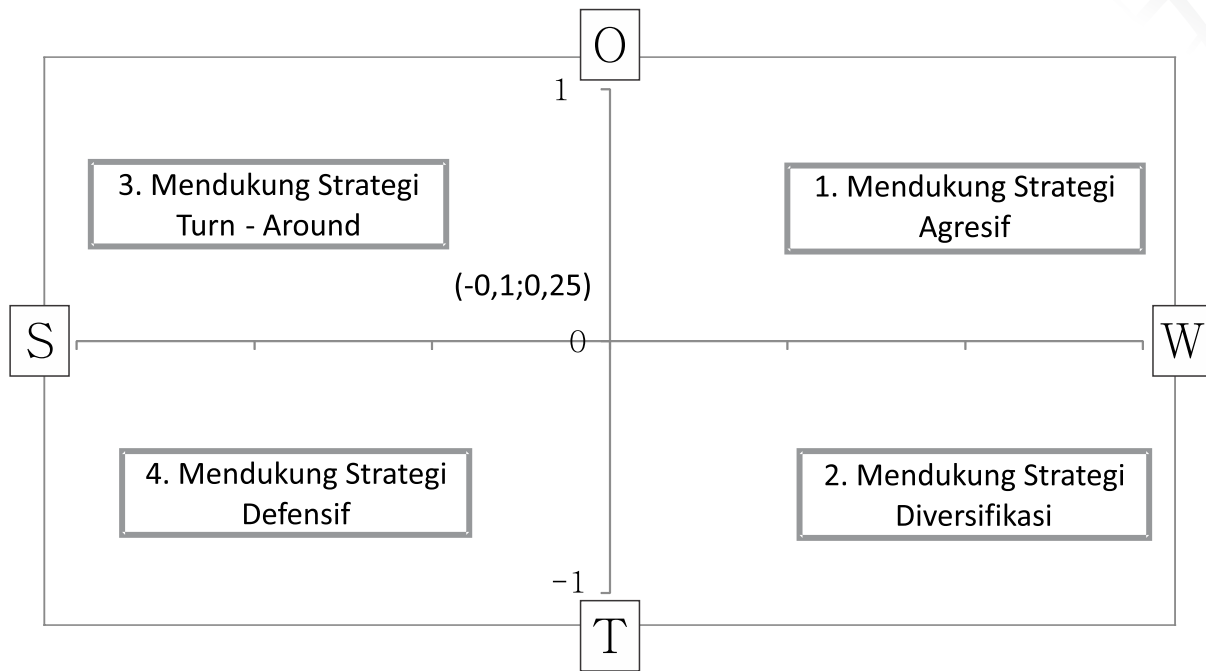 O
1
3. Mendukung Strategi
Turn - Around
1. Mendukung Strategi
Agresif
(-0,1;0,25)
S
0
W
4. Mendukung Strategi
Defensif
2. Mendukung Strategi
Diversifikasi
-1
T